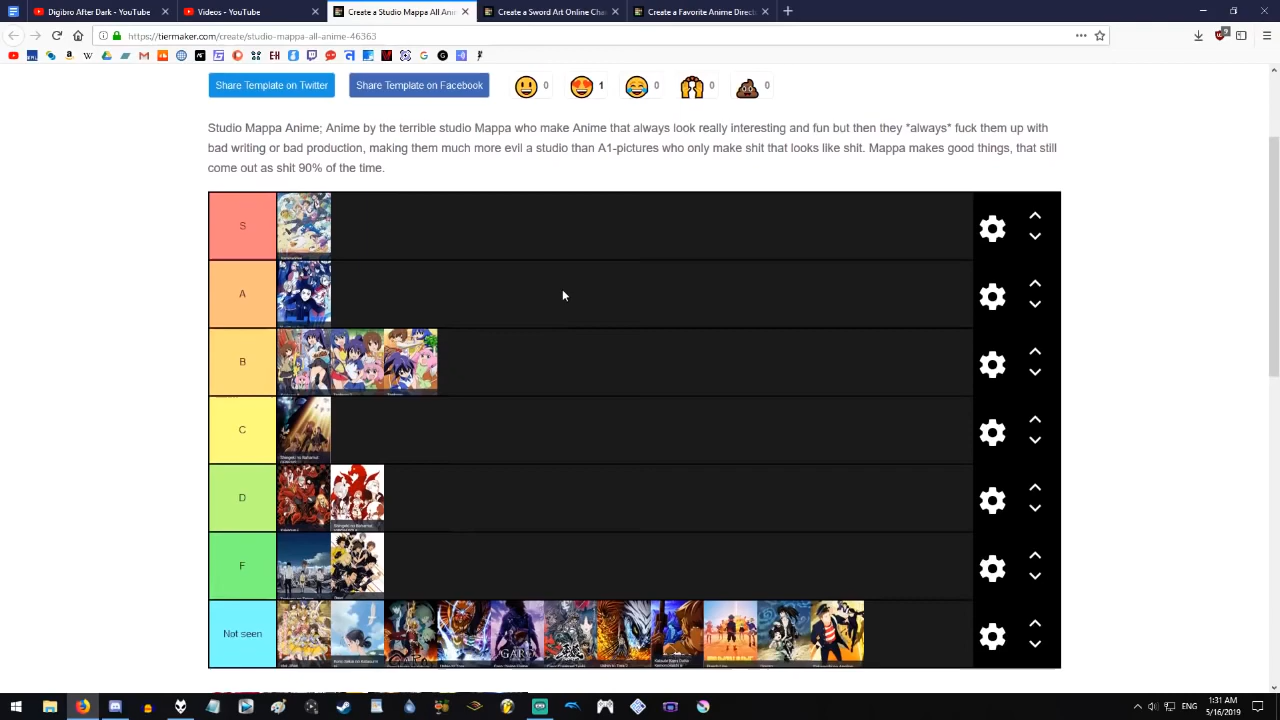 Digibro After Dark - YouTube
Videos - YouTube
Create a Studio Mappa All Ani
Create a Sword Art Online Cha
Create a Favorite Anime Direct
https://tiermaker.com/create/studio-mappa-all-anime-46363
Share Template on Twitter
Share Template on Facebook
0
1
0
0
0
Studio Mappa Anime; Anime by the terrible studio Mappa who make Anime that always look really interesting and fun but then they *always* fuck them up with
bad writing or bad production, making them much more evil a studio than A1-pictures who only make shit that looks like shit. Mappa makes good things, that still
come out as shit 90% of the time.
S
A
B
C
D
F
Not seen
ENG
1:31 AM
5/16/2019